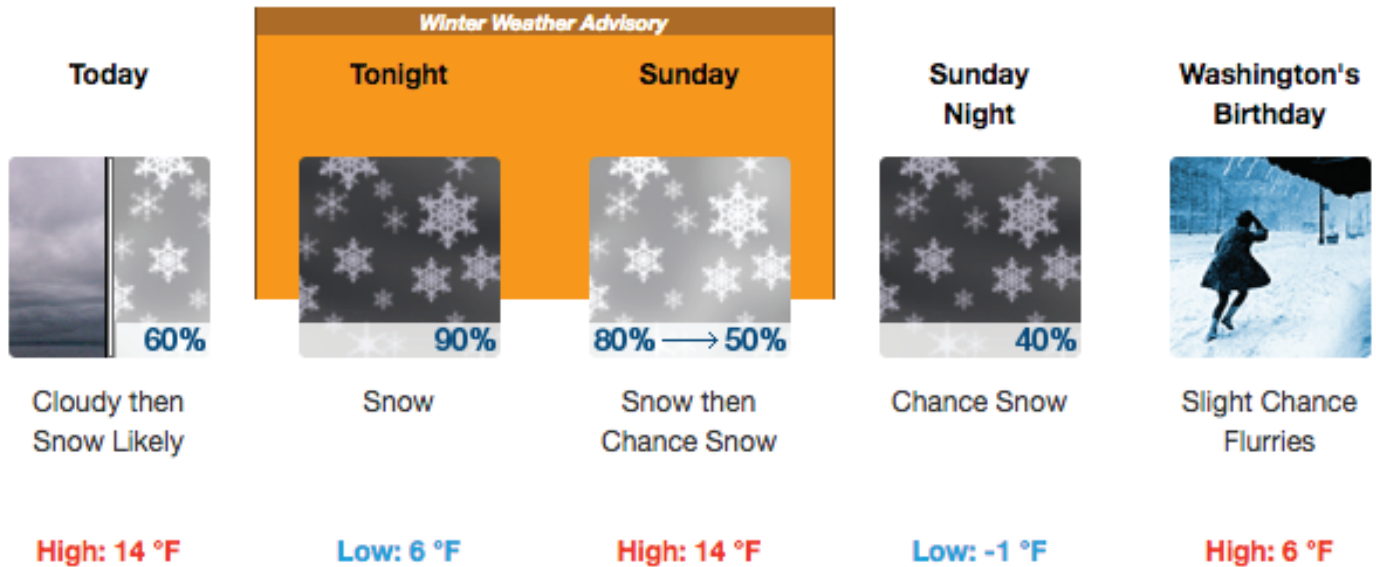 Winter Weather Advisory
Today
Tonight
Sunday
Sunday
Night
Washington's
Birthday
60%
90%
80% → 50%
40%
Cloudy then
Snow Likely
Snow
Snow then
Chance Snow
Chance Snow
Slight Chance
Flurries
High: 14 °F
Low: 6 °F
High: 14 °F
Low: -1 °F
High: 6 °F